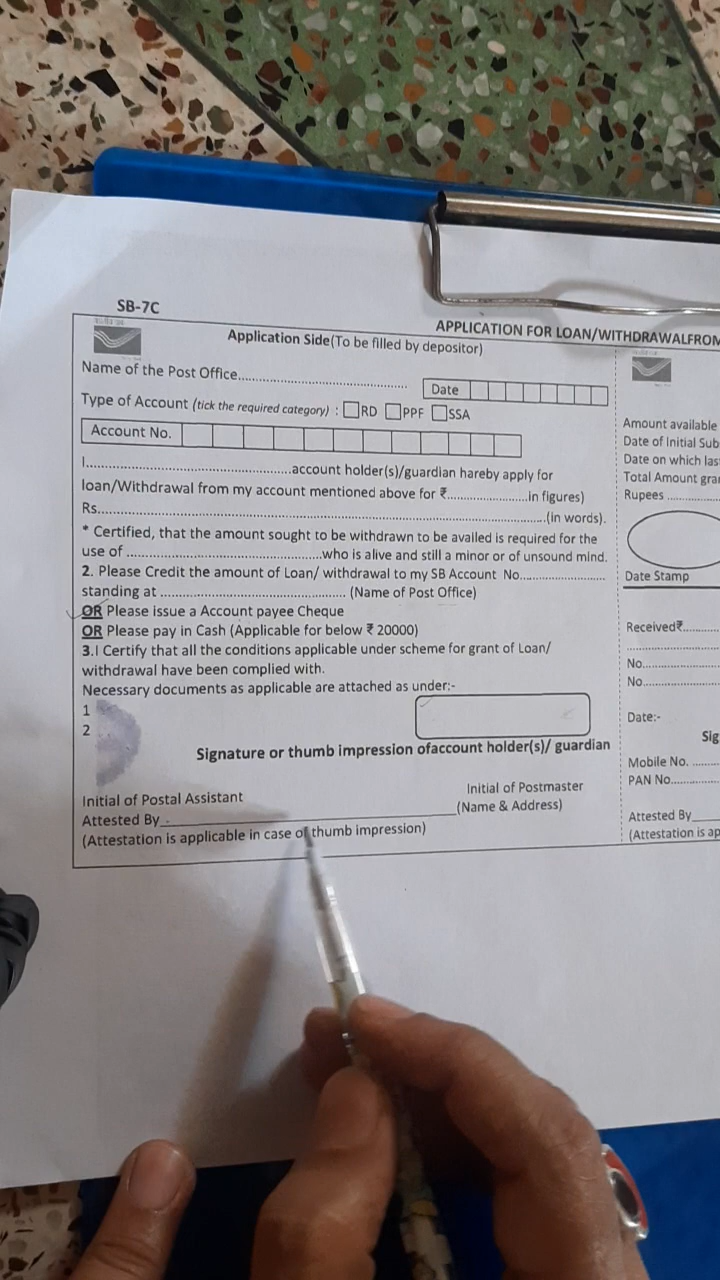 SB-7C
APPLICATION FOR LOAN/WITHDRAWALFROM
Application Side(To be filled by depositor)
Name of the Post Office..............................................
Date
Type of Account (tick the required category) : RD PPF SSA
Account No.
I......................................................account holder(s)/guardian hareby apply for
loan/Withdrawal from my account mentioned above for ₹.....................in figures)
Rs.....................................................................................................................(in words).
* Certified, that the amount sought to be withdrawn to be availed is required for the
use of ..............................................who is alive and still a minor or of unsound mind.
2. Please Credit the amount of Loan/ withdrawal to my SB Account No......................
standing at ............................................... (Name of Post Office)
OR Please issue a Account payee Cheque
OR Please pay in Cash (Applicable for below ₹ 20000)
3.I Certify that all the conditions applicable under scheme for grant of Loan/
withdrawal have been complied with.
Necessary documents as applicable are attached as under:-
1
2
Signature or thumb impression ofaccount holder(s)/ guardian
Initial of Postal Assistant
Initial of Postmaster
Attested By
(Name & Address)
(Attestation is applicable in case of thumb impression)
Amount available
Date of Initial Sub
Date on which las
Total Amount gra
Rupees ..............
Date Stamp
Received₹.........
.........................
No.....................
No.....................
Date:-
Sig
Mobile No. ........
PAN No..............
Attested By
(Attestation is ap